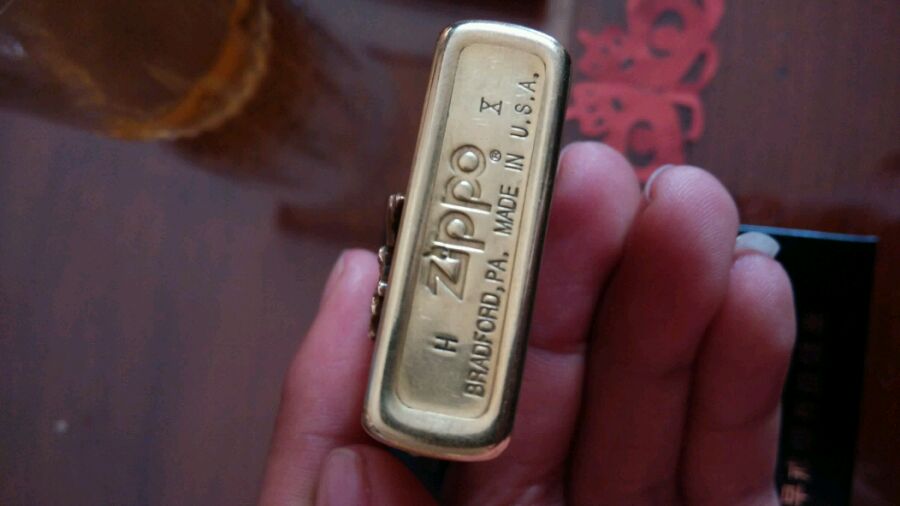 H zippo® X
BRADFORD, PA. MADE IN U.S.A.